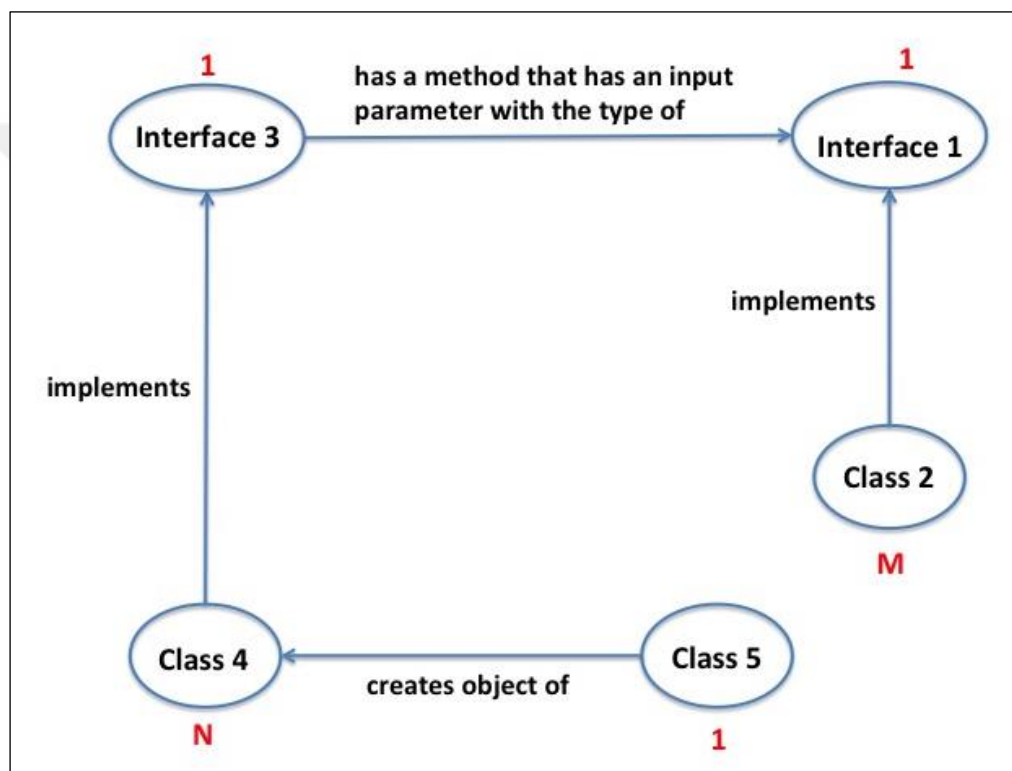 1
1
has a method that has an input
parameter with the type of
Interface 3
Interface 1
implements
implements
Class 2
M
Class 4
Class 5
creates object of
N
1